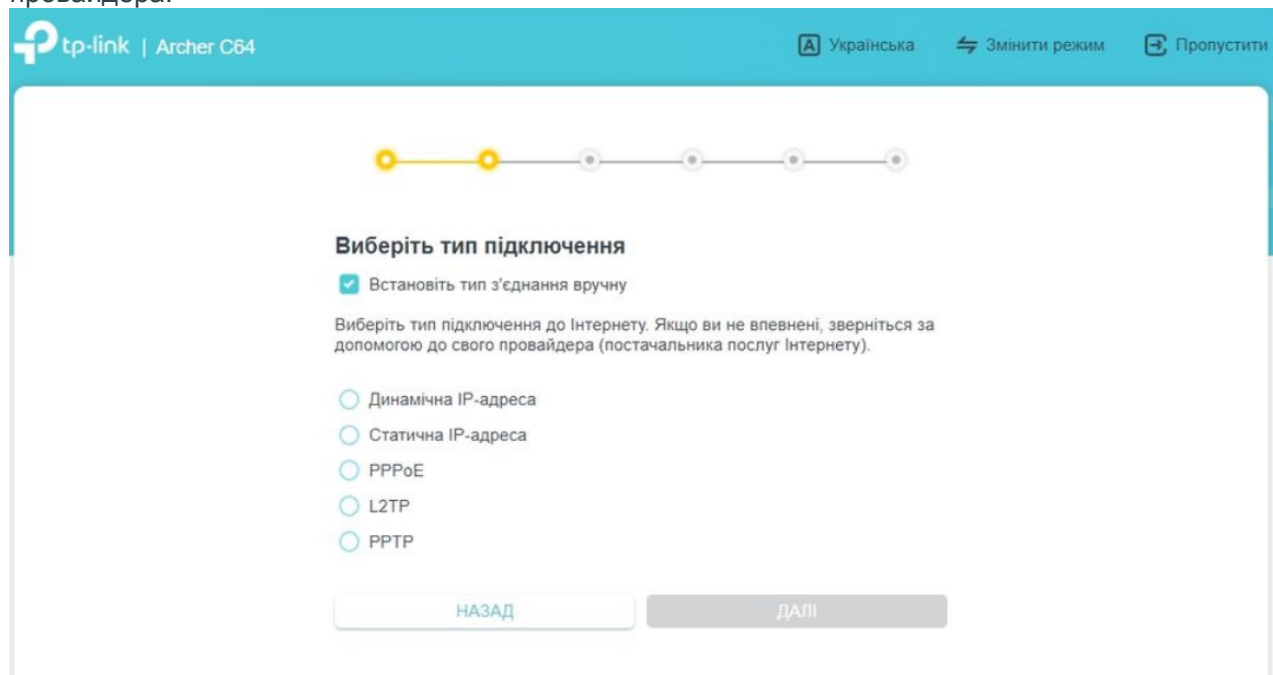 провайдера.
tp-link | Archer C64
Українська
Змінити режим
Пропустити
Виберіть тип підключення
Встановіть тип з'єднання вручну
Виберіть тип підключення до Інтернету. Якщо ви не впевнені, зверніться за
допомогою до свого провайдера (постачальника послуг Інтернету).
Динамічна IP-адреса
Статична IP-адреса
PPPoE
L2TP
PPTP
НАЗАД
ДАЛІ